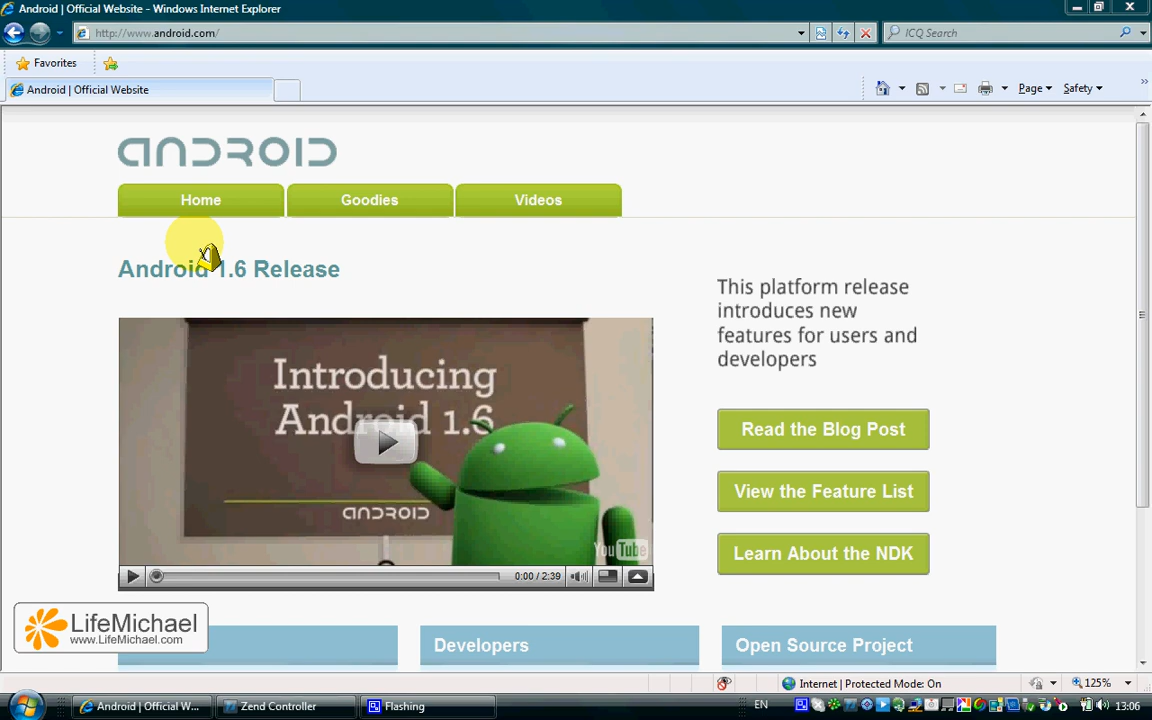 Android | Official Website - Windows Internet Explorer
http://www.android.com/
ICQ Search
Favorites
Android | Official Website
Page
Safety
ANDROID
Home
Goodies
Videos
Android 1.6 Release
This platform release
introduces new
features for users and
developers
Introducing
Android 1.6
ANDROID
YouTube
0:00 / 2:39
Read the Blog Post
View the Feature List
Learn About the NDK
LifeMichael
www.LifeMichael.com
Developers
Open Source Project
Internet | Protected Mode: On
125%
Android | Official W...
Zend Controller
Flashing
EN
13:06